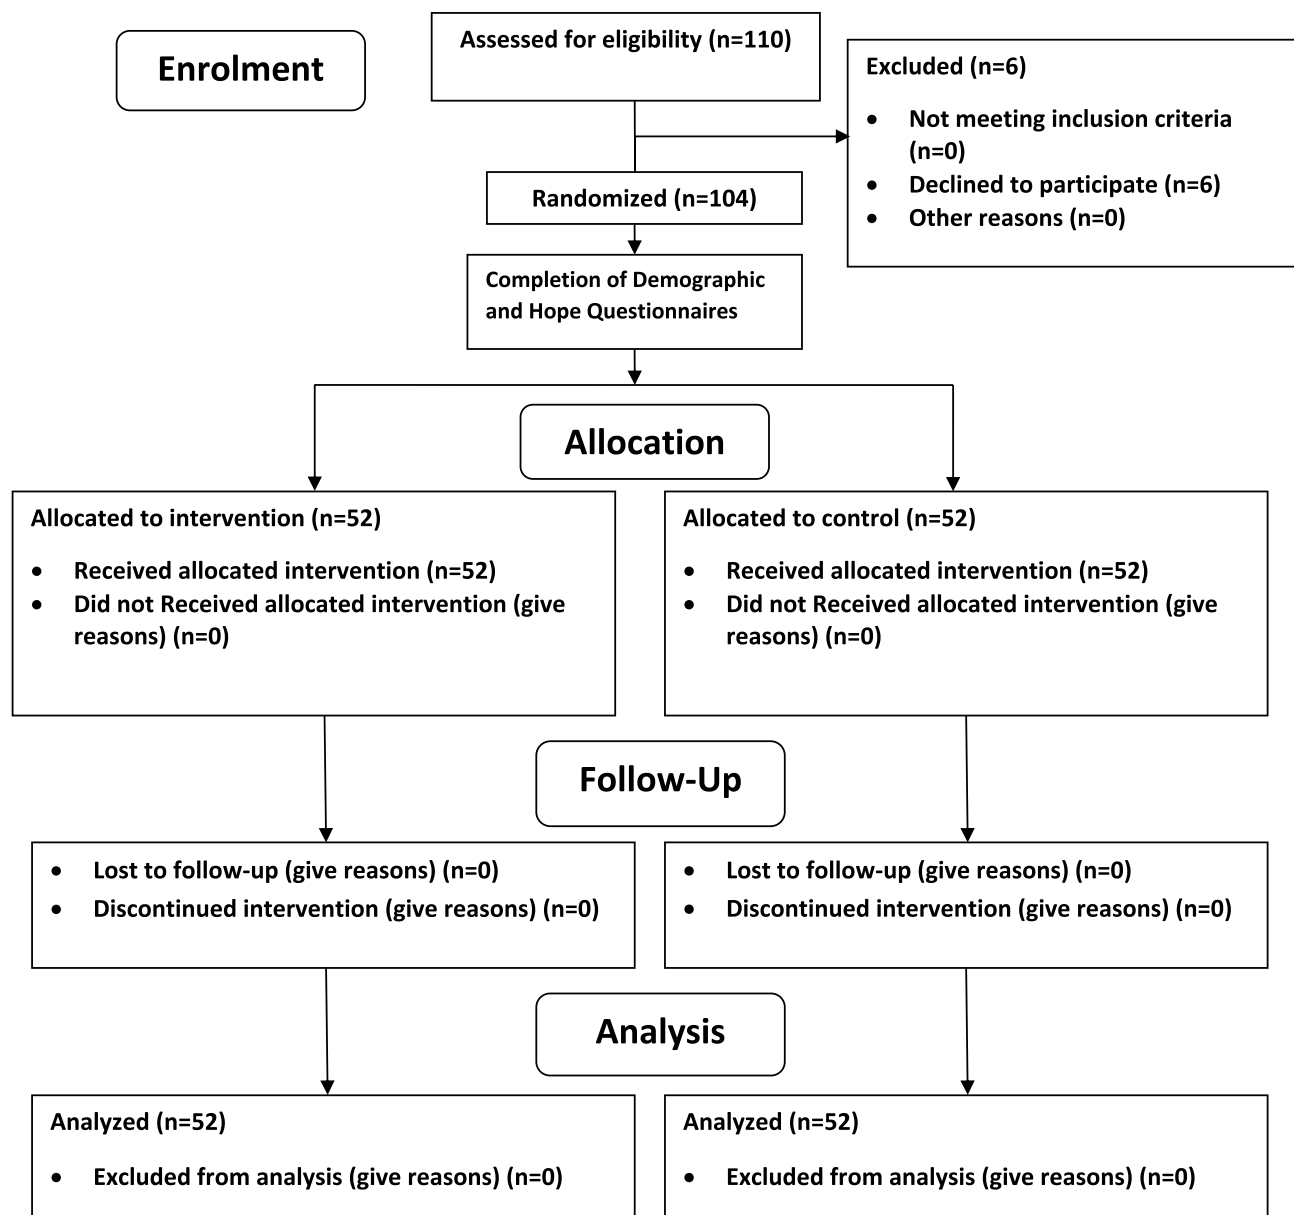 Enrolment
Assessed for eligibility (n=110)
Excluded (n=6)
• Not meeting inclusion criteria
(n=0)
• Declined to participate (n=6)
• Other reasons (n=0)
Randomized (n=104)
Completion of Demographic
and Hope Questionnaires
Allocation
Allocated to intervention (n=52)
• Received allocated intervention (n=52)
• Did not Received allocated intervention (give
reasons) (n=0)
Allocated to control (n=52)
• Received allocated intervention (n=52)
• Did not Received allocated intervention (give
reasons) (n=0)
Follow-Up
• Lost to follow-up (give reasons) (n=0)
• Discontinued intervention (give reasons) (n=0)
• Lost to follow-up (give reasons) (n=0)
• Discontinued intervention (give reasons) (n=0)
Analysis
Analyzed (n=52)
• Excluded from analysis (give reasons) (n=0)
Analyzed (n=52)
• Excluded from analysis (give reasons) (n=0)